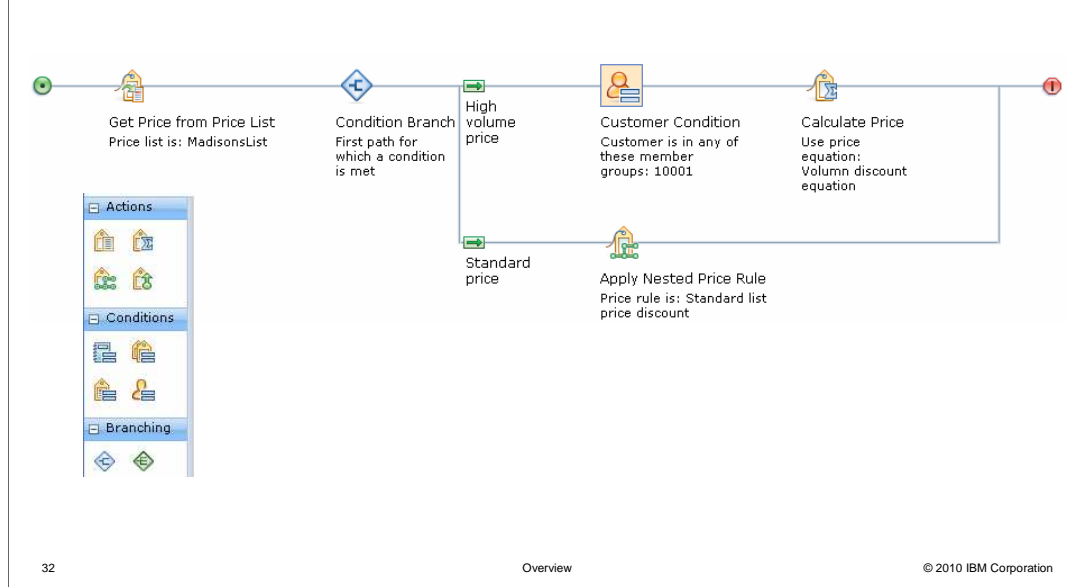 Get Price from Price List
Price list is: MadisonsList
Condition Branch
First path for
which a condition
is met
High
volume
price
Customer Condition
Customer is in any of
these member
groups: 10001
Calculate Price
Use price
equation:
Volumn discount
equation
Standard
price
Apply Nested Price Rule
Price rule is: Standard list
price discount
Actions
Conditions
Branching
32
Overview
© 2010 IBM Corporation